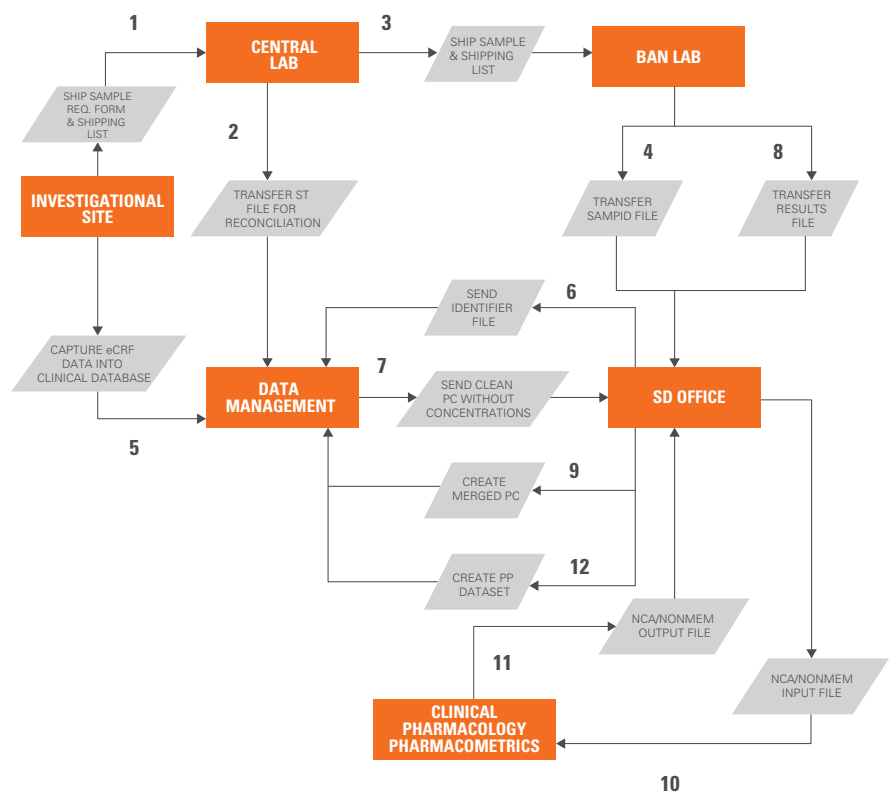 1
3
CENTRAL
LAB
SHIP SAMPLE
& SHIPPING
LIST
BAN LAB
SHIP SAMPLE
REQ. FORM
& SHIPPING
LIST
2
4
8
INVESTIGATIONAL
SITE
TRANSFER ST
FILE FOR
RECONCILIATION
TRANSFER
SAMPID FILE
TRANSFER
RESULTS
FILE
SEND
IDENTIFIER
FILE
6
CAPTURE eCRF
DATA INTO
CLINICAL DATABASE
7
DATA
MANAGEMENT
SEND CLEAN
PC WITHOUT
CONCENTRATIONS
SD OFFICE
5
9
CREATE
MERGED PC
12
CREATE PP
DATASET
NCA/NONMEM
OUTPUT FILE
11
NCA/NONMEM
INPUT FILE
CLINICAL
PHARMACOLOGY
PHARMACOMETRICS
10